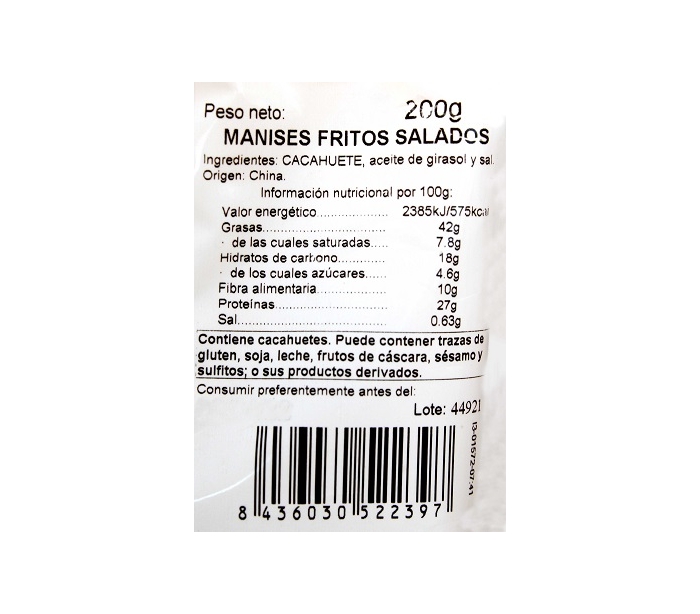 Peso neto: 200g
MANISES FRITOS SALADOS
Ingredientes: CACAHUETE, aceite de girasol y sal.
Origen: China.
Información nutricional por 100g:
Valor energético................... 2385kJ/575kcal
Grasas.................................. 42g
· de las cuales saturadas..... 7.8g
Hidratos de carbono............. 18g
· de los cuales azúcares...... 4.6g
Fibra alimentaria................... 10g
Proteínas.............................. 27g
Sal........................................ 0.63g
Contiene cacahuetes. Puede contener trazas de
gluten, soja, leche, frutos de cáscara, sésamo y
sulfitos; o sus productos derivados.
Consumir preferentemente antes del:
Lote: 44921
13-01572-07:41
8 436030 522397